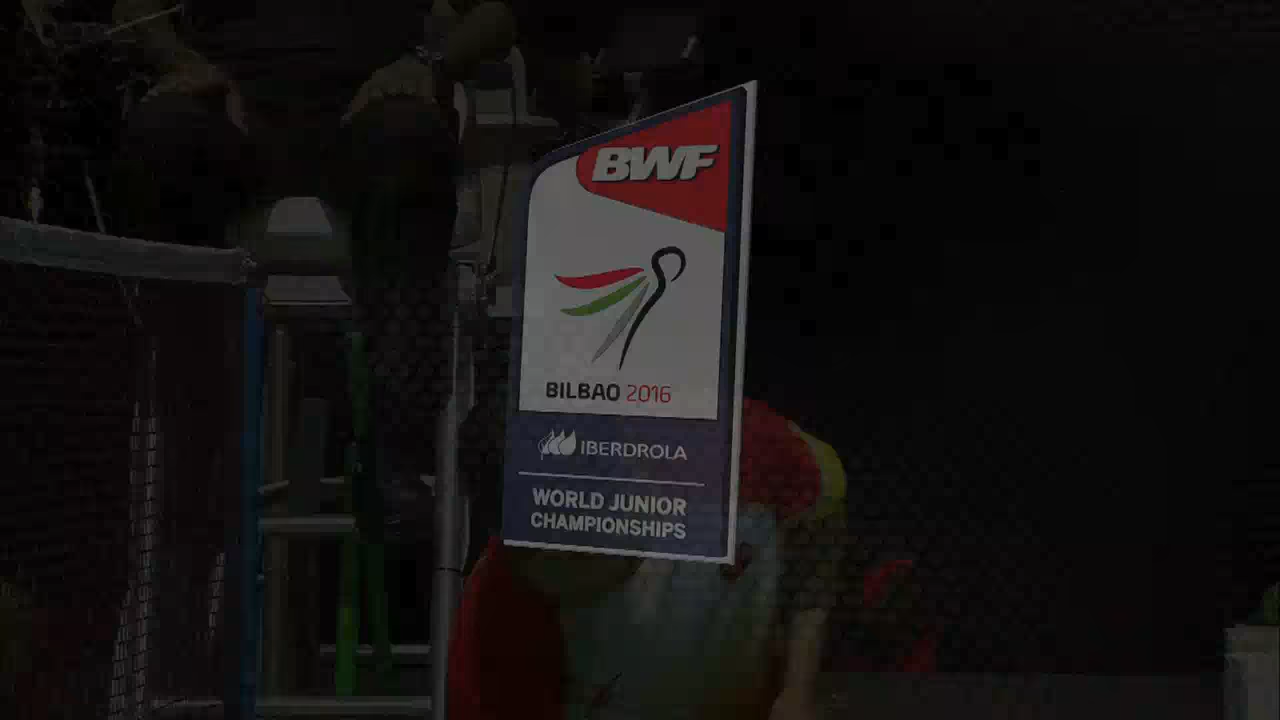 BWF
BILBAO 2016
IBERDROLA
WORLD JUNIOR
CHAMPIONSHIPS